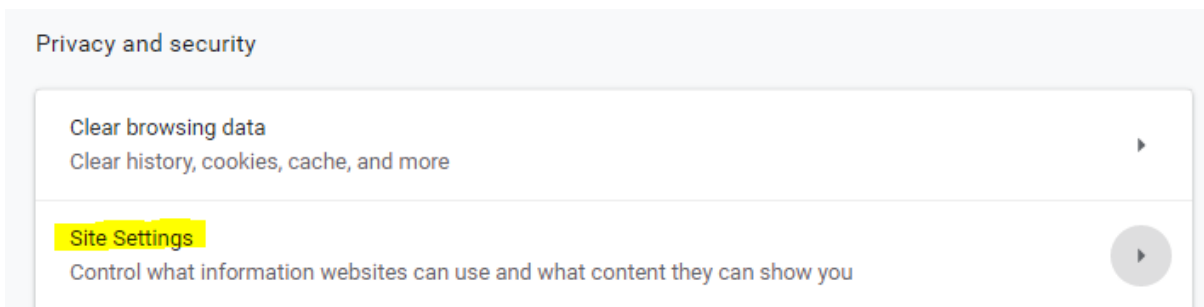 Privacy and security
Clear browsing data
Clear history, cookies, cache, and more
Site Settings
Control what information websites can use and what content they can show you